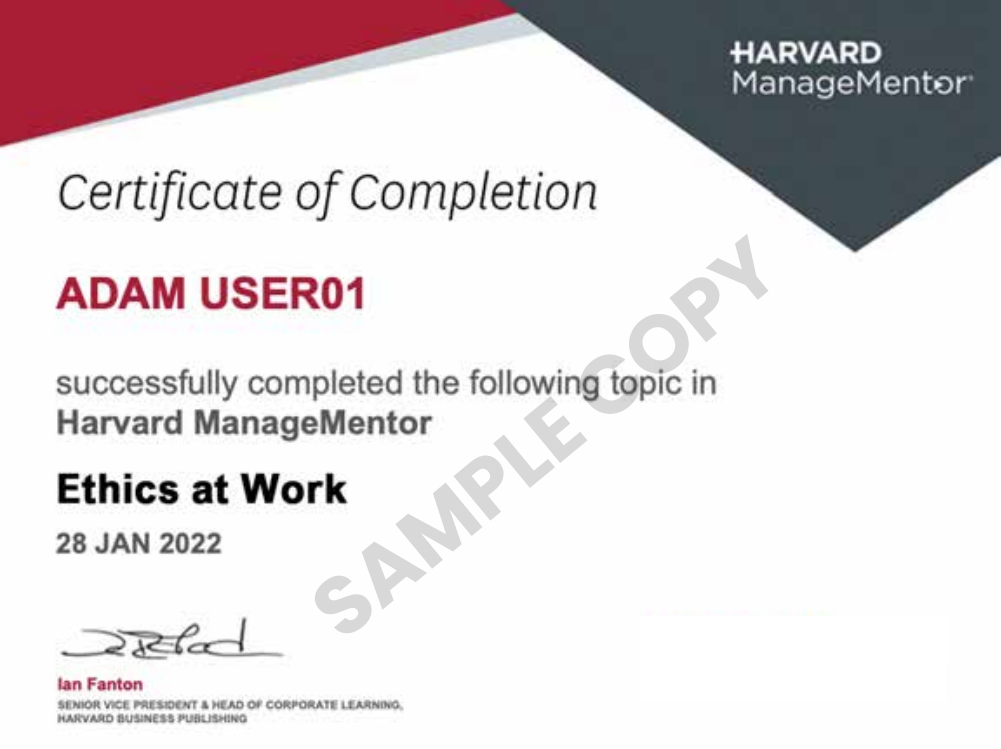 HARVARD
ManageMentor
Certificate of Completion
ADAM USER01
successfully completed the following topic in
Harvard ManageMentor
Ethics at Work
28 JAN 2022
SAMPLE COPY
Ian Fanton
SENIOR VICE PRESIDENT & HEAD OF CORPORATE LEARNING,
HARVARD BUSINESS PUBLISHING